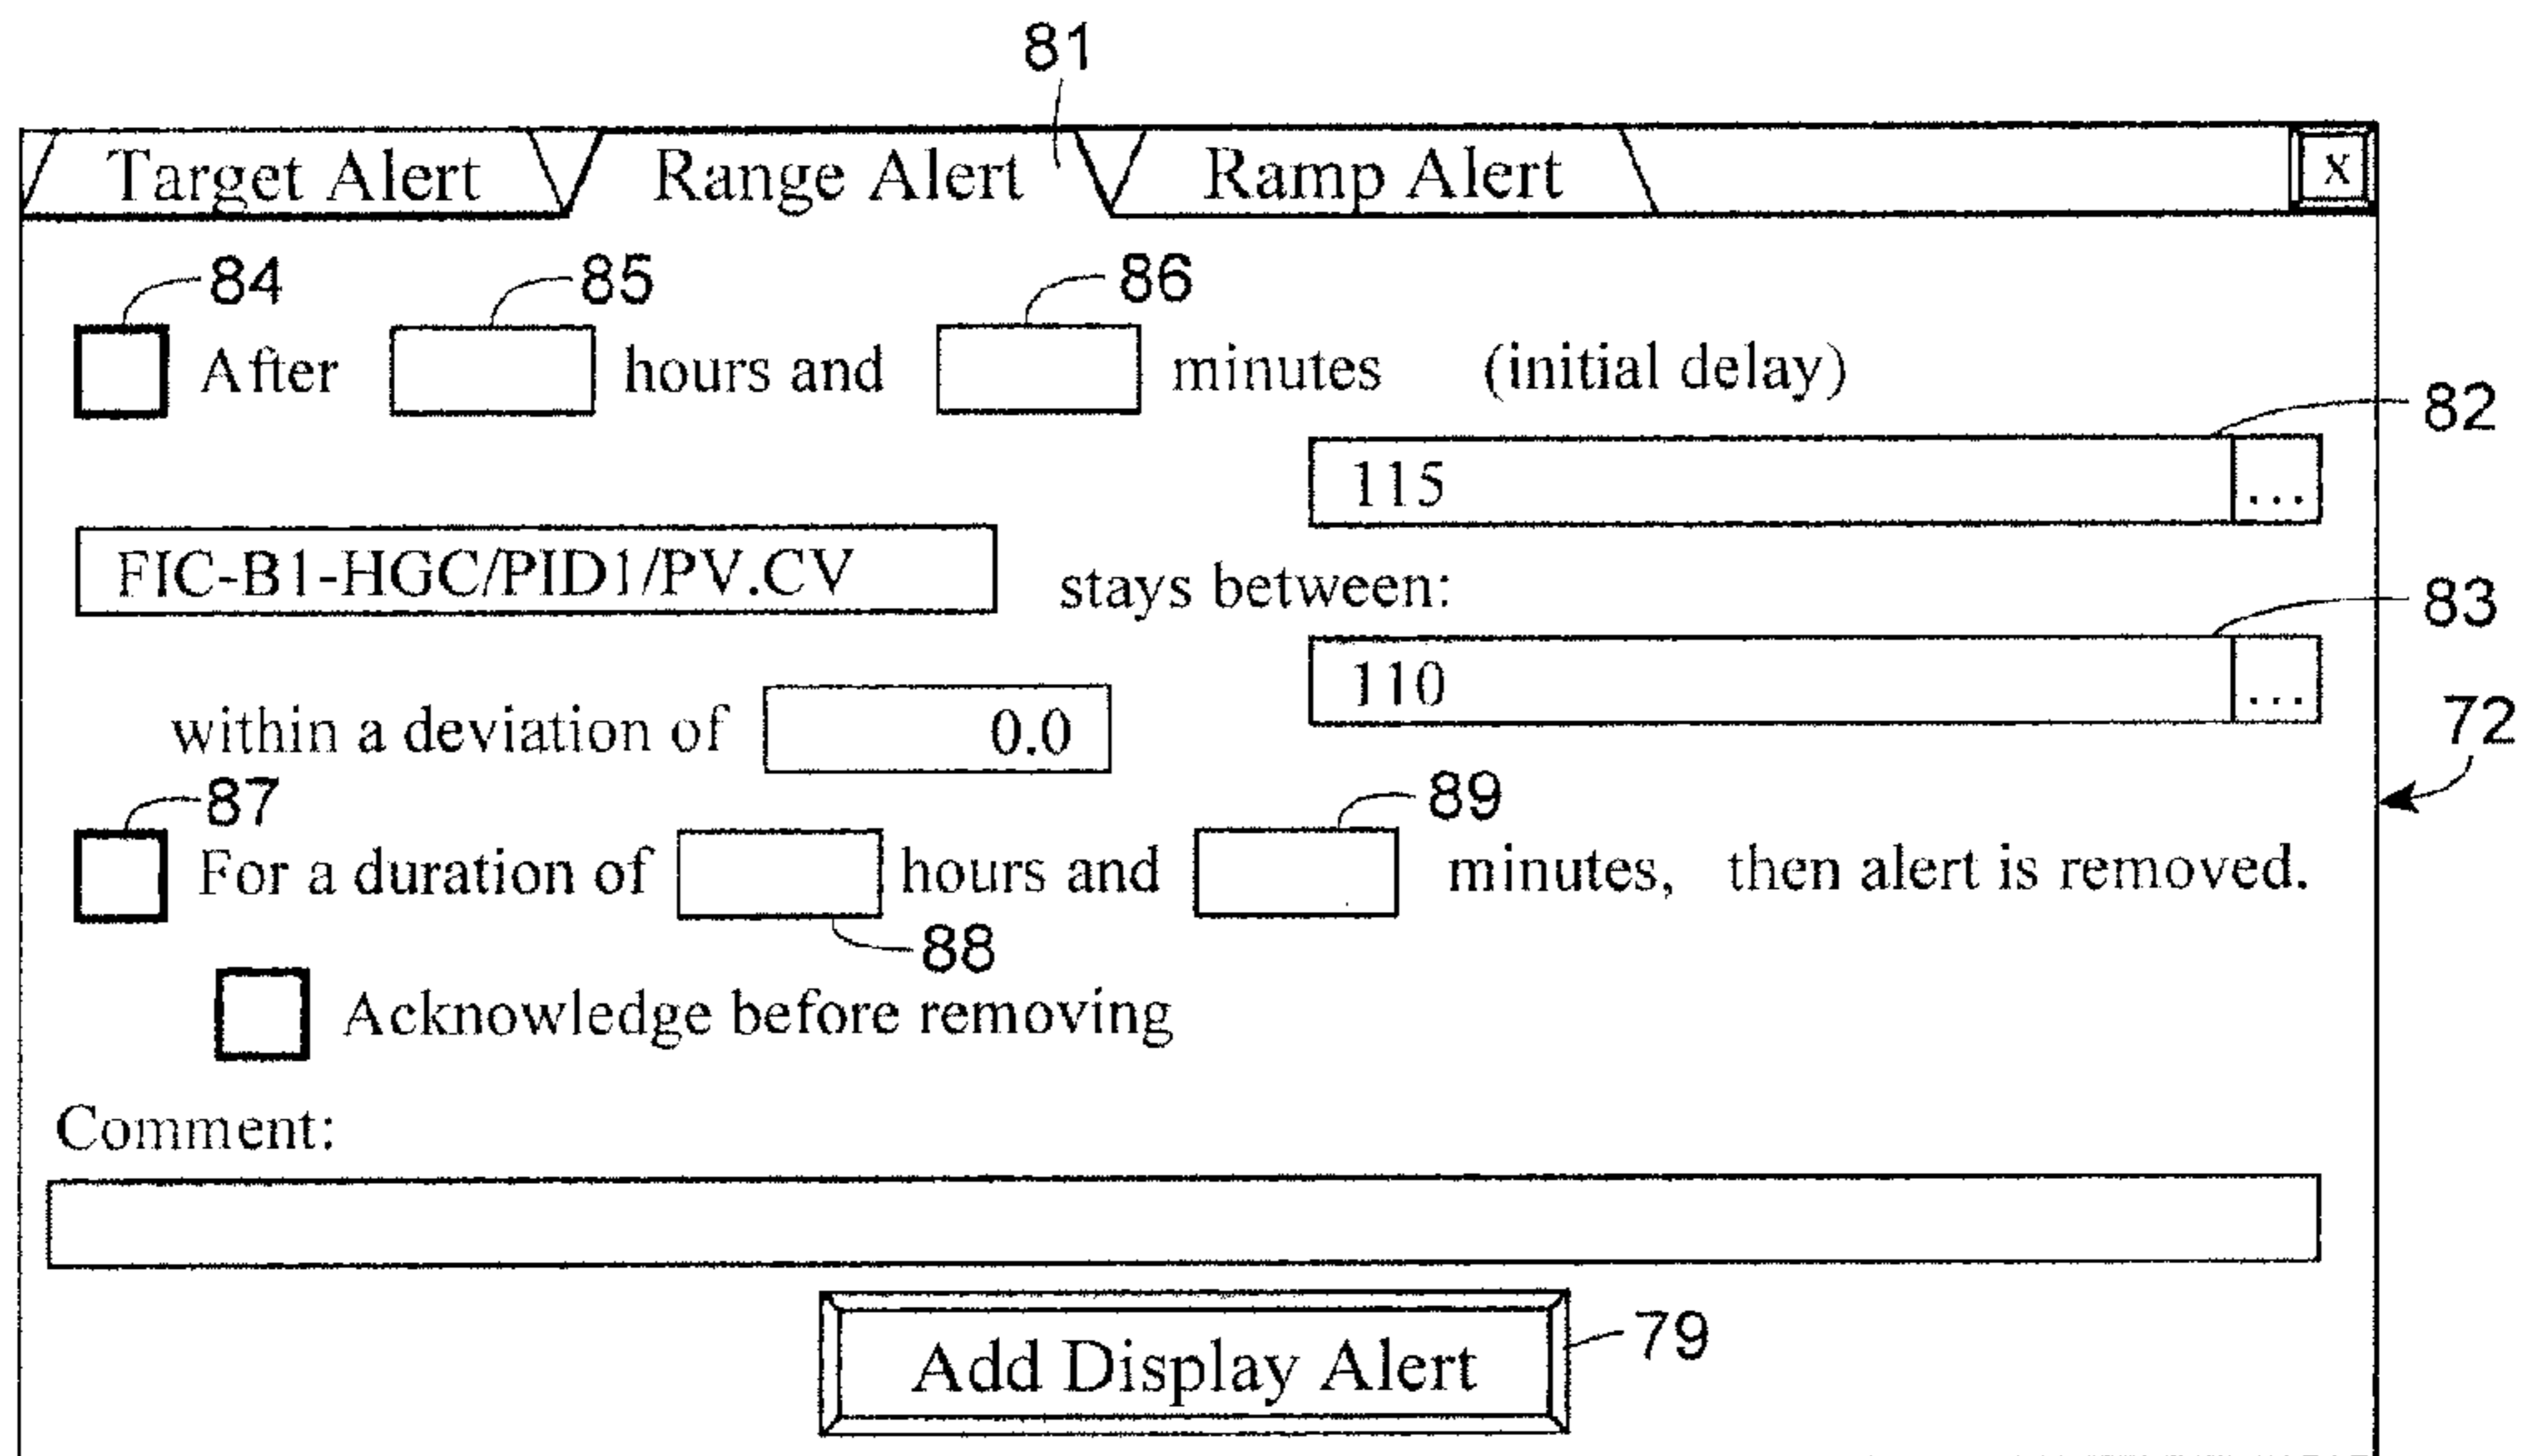 81
Target Alert Range Alert Ramp Alert x
84 85 86
After hours and minutes (initial delay)
82
115 ...
FIC-B1-HGC/PID1/PV.CV stays between:
83
110 ...
within a deviation of 0.0
72
87 89
For a duration of hours and minutes, then alert is removed.
88
Acknowledge before removing
Comment:
Add Display Alert 79